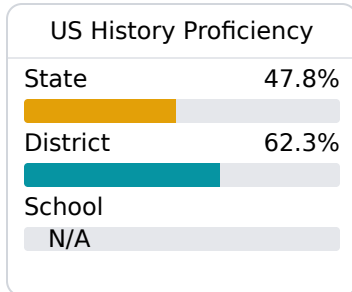 US History Proficiency
State 47.8%
District 62.3%
School
N/A